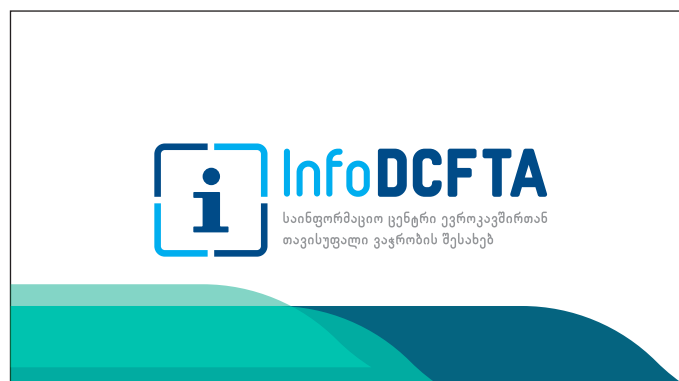 InfoDCFTA
საინფორმაციო ცენტრი ევროკავშირთან
თავისუფალი ვაჭრობის შესახებ